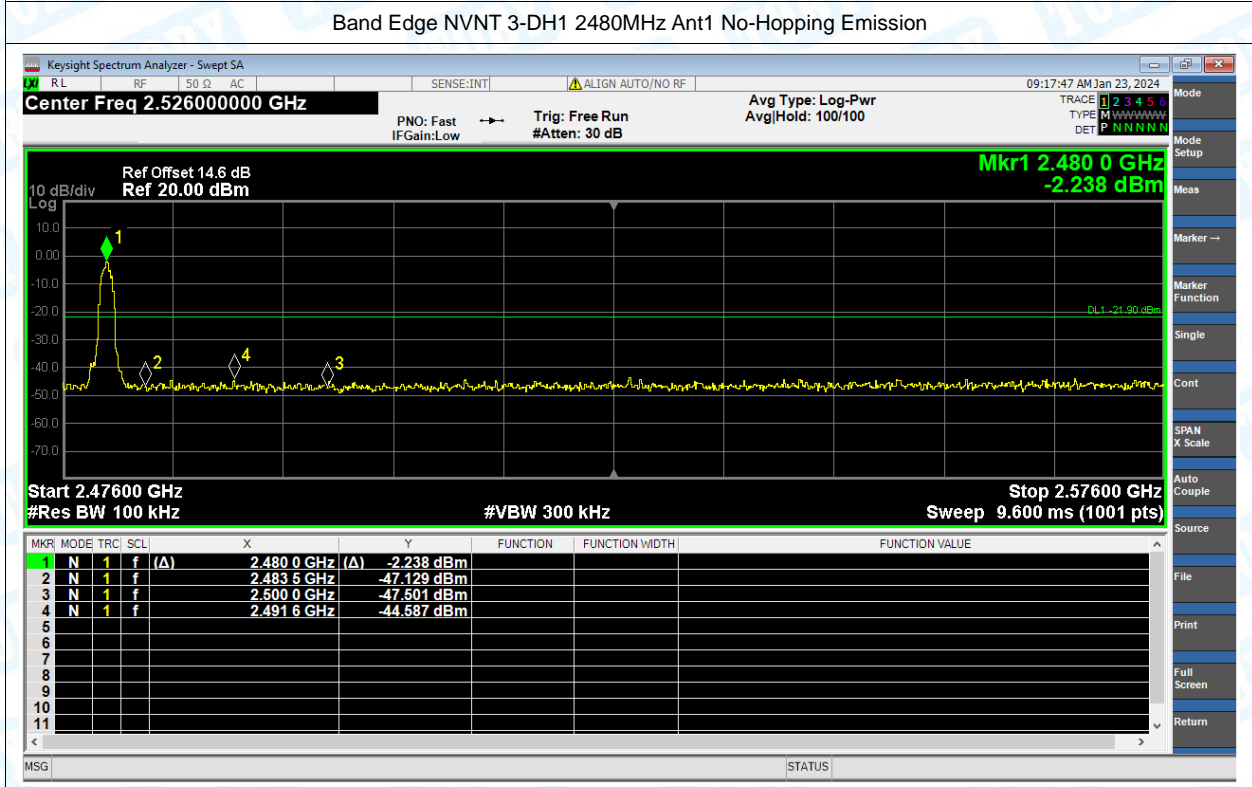 Band Edge NVNT 3-DH1 2480MHz Ant1 No-Hopping Emission
Keysight Spectrum Analyzer - Swept SA
LXI RL RF 50 Ω AC SENSE:INT ALIGN AUTO/NO RF 09:17:47 AM Jan 23, 2024
Center Freq 2.526000000 GHz
PNO: Fast
IFGain:Low
Trig: Free Run
#Atten: 30 dB
Avg Type: Log-Pwr
Avg|Hold: 100/100
TRACE 1 2 3 4 5 6
TYPE M W W W W W
DET P N N N N N
Mkr1 2.480 0 GHz
-2.238 dBm
Ref Offset 14.6 dB
10 dB/div Ref 20.00 dBm
Log
10.0
0.00
-10.0
-20.0
-30.0
-40.0
-50.0
-60.0
-70.0
1
2
4
3
DL1 -21.90 dBm
Start 2.47600 GHz Stop 2.57600 GHz
#Res BW 100 kHz #VBW 300 kHz Sweep 9.600 ms (1001 pts)
MKR MODE TRC SCL X Y FUNCTION FUNCTION WIDTH FUNCTION VALUE
1 N 1 f (Δ) 2.480 0 GHz (Δ) -2.238 dBm
2 N 1 f 2.483 5 GHz -47.129 dBm
3 N 1 f 2.500 0 GHz -47.501 dBm
4 N 1 f 2.491 6 GHz -44.587 dBm
5
6
7
8
9
10
11
MSG STATUS
Mode
Mode
Setup
Meas
Marker →
Marker
Function
Single
Cont
SPAN
X Scale
Auto
Couple
Source
File
Print
Full
Screen
Return